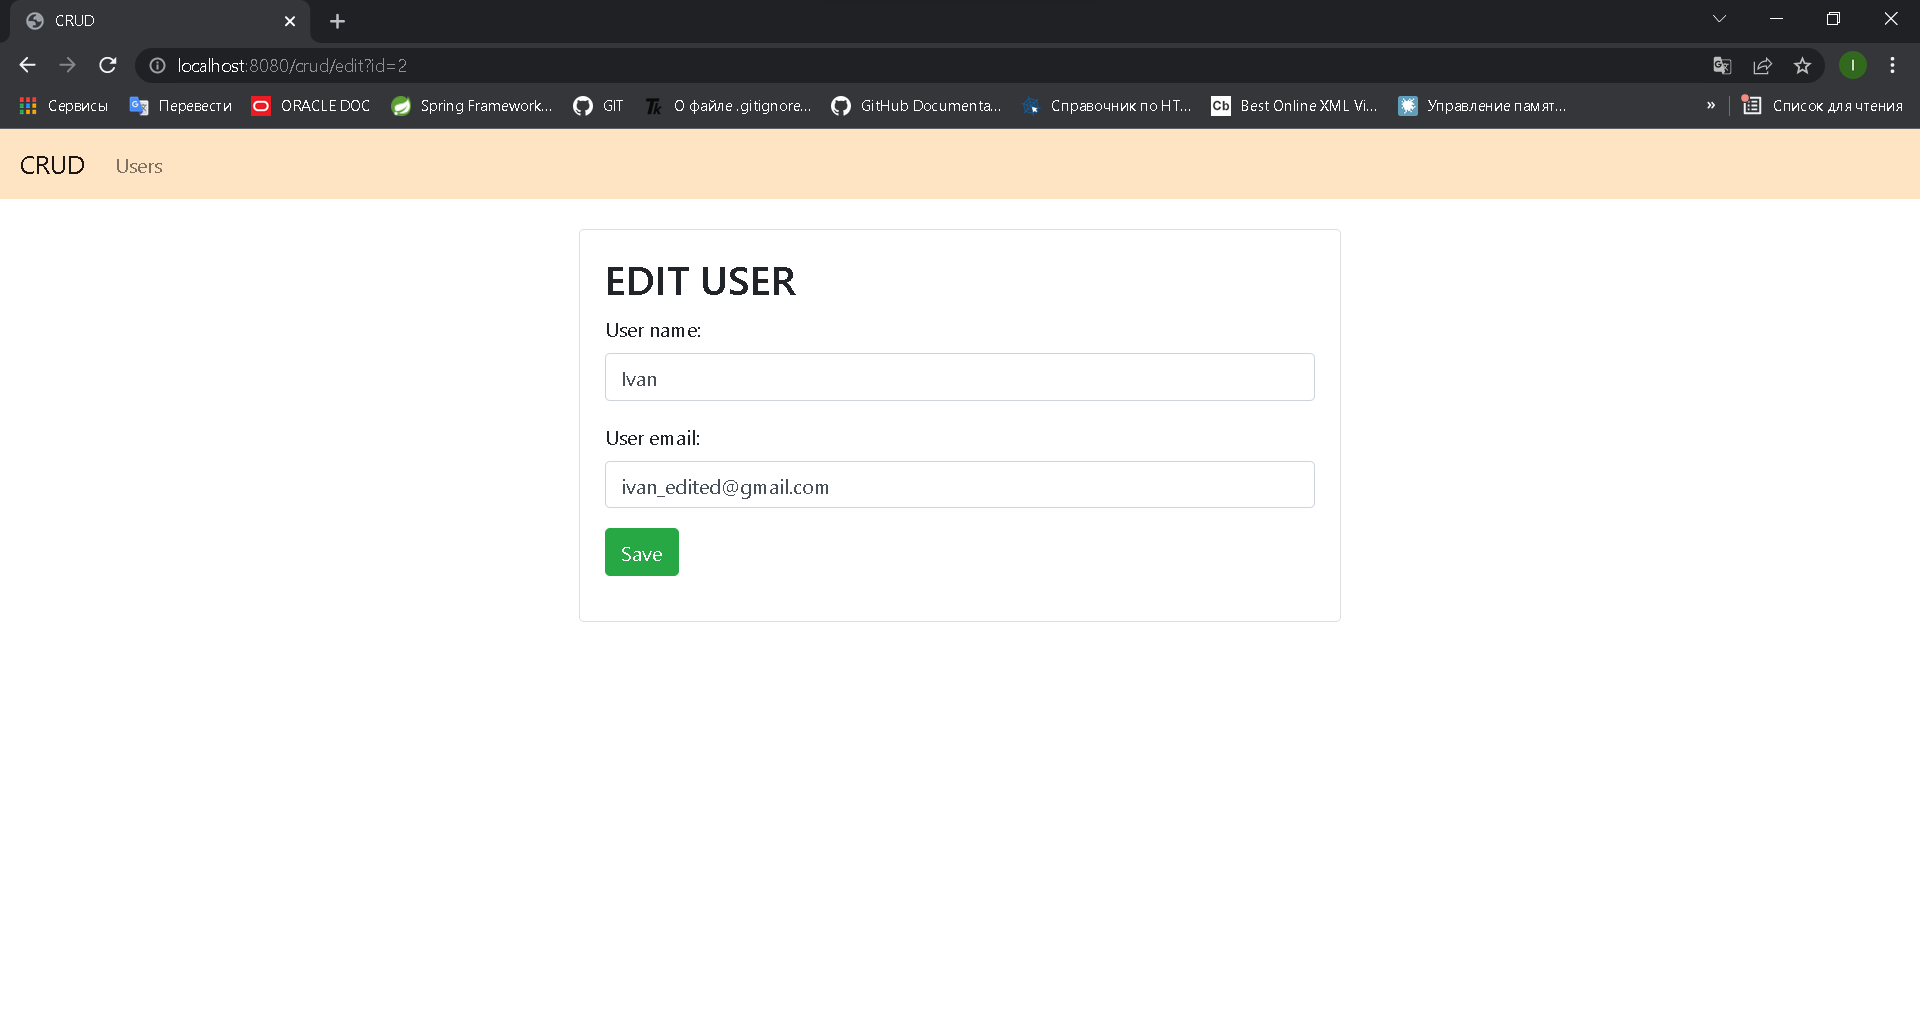 CRUD
localhost:8080/crud/edit?id=2
I
Сервисы Перевести ORACLE DOC Spring Framework... GIT Tk О файле .gitignore... GitHub Documenta... Справочник по HT... Cb Best Online XML Vi... Управление памят... » Список для чтения
CRUD Users
EDIT USER
User name:
Ivan
User email:
ivan_edited@gmail.com
Save